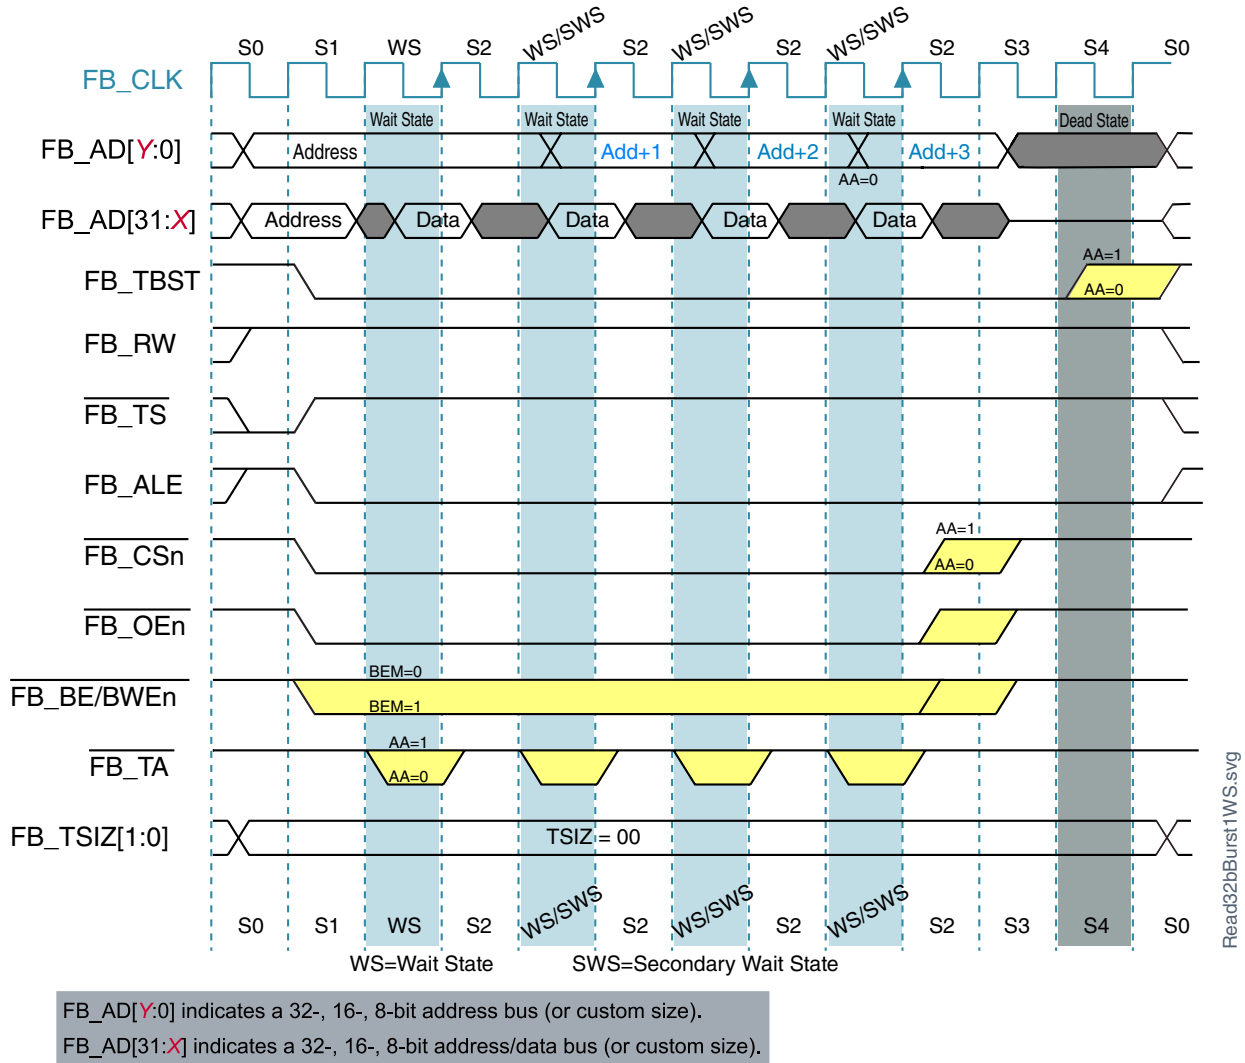 S0 S1 WS S2 WS/SWS S2 WS/SWS S2 WS/SWS S2 S3 S4 S0
FB_CLK
Wait State Wait State Wait State Wait State Dead State
FB_AD[Y:0] Address Add+1 Add+2 Add+3
AA=0
FB_AD[31:X] Address Data Data Data Data
FB_TBST AA=1
AA=0
FB_RW
FB_TS
FB_ALE
FB_CSn AA=1
AA=0
FB_OEn
FB_BE/BWEn BEM=0
BEM=1
FB_TA AA=1
AA=0
FB_TSIZ[1:0] TSIZ = 00
S0 S1 WS S2 WS/SWS S2 WS/SWS S2 WS/SWS S2 S3 S4 S0
WS=Wait State SWS=Secondary Wait State
Read32bBurst1WS.svg
FB_AD[Y:0] indicates a 32-, 16-, 8-bit address bus (or custom size).
FB_AD[31:X] indicates a 32-, 16-, 8-bit address/data bus (or custom size).